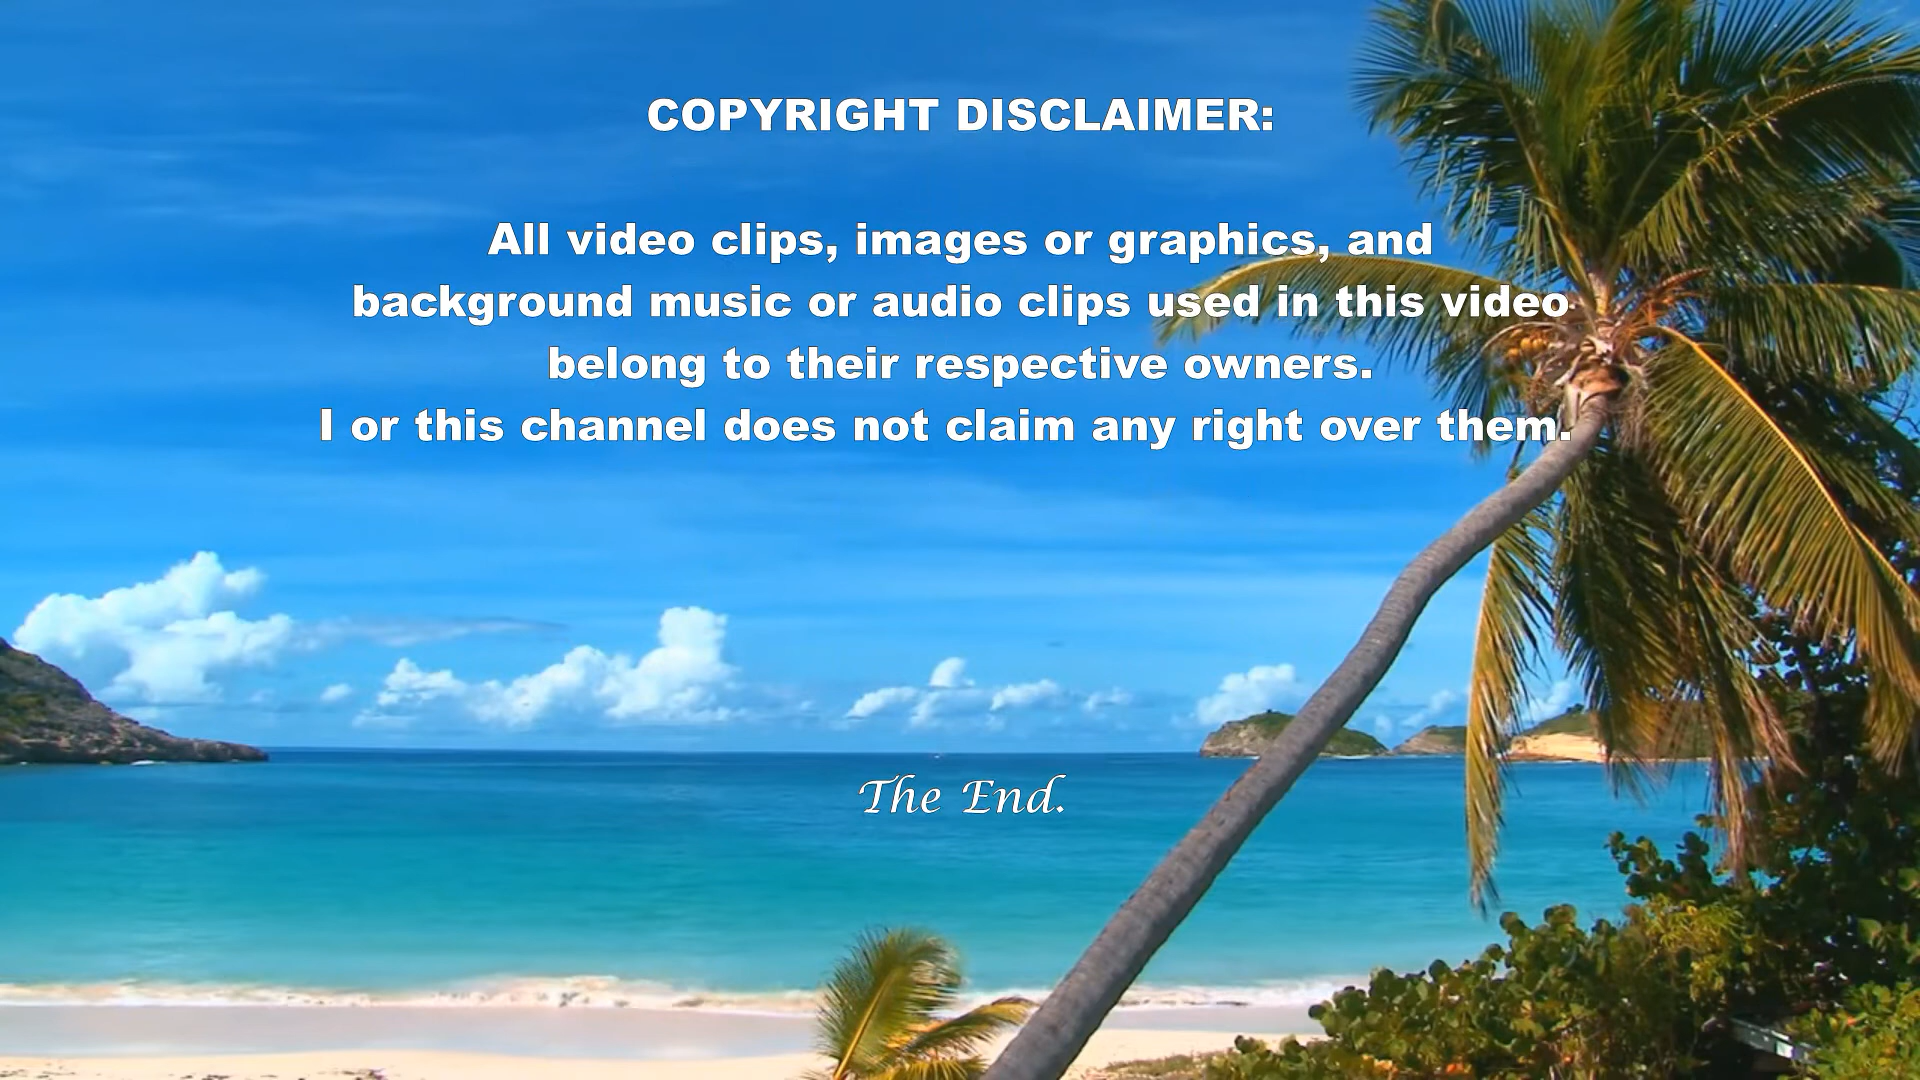 COPYRIGHT DISCLAIMER:
All video clips, images or graphics, and
background music or audio clips used in this video
belong to their respective owners.
I or this channel does not claim any right over them.
The End.